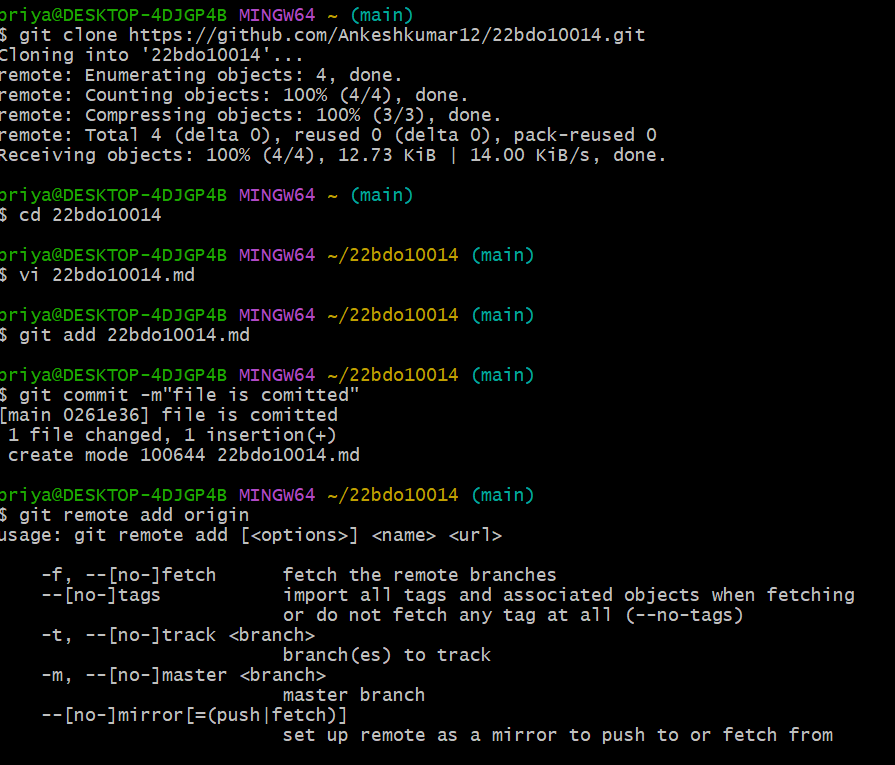 priya@DESKTOP-4DJGP4B MINGW64 ~ (main)
$ git clone https://github.com/Ankeshkumar12/22bdo10014.git
Cloning into '22bdo10014'...
remote: Enumerating objects: 4, done.
remote: Counting objects: 100% (4/4), done.
remote: Compressing objects: 100% (3/3), done.
remote: Total 4 (delta 0), reused 0 (delta 0), pack-reused 0
Receiving objects: 100% (4/4), 12.73 KiB | 14.00 KiB/s, done.

priya@DESKTOP-4DJGP4B MINGW64 ~ (main)
$ cd 22bdo10014

priya@DESKTOP-4DJGP4B MINGW64 ~/22bdo10014 (main)
$ vi 22bdo10014.md

priya@DESKTOP-4DJGP4B MINGW64 ~/22bdo10014 (main)
$ git add 22bdo10014.md

priya@DESKTOP-4DJGP4B MINGW64 ~/22bdo10014 (main)
$ git commit -m"file is comitted"
[main 0261e36] file is comitted
 1 file changed, 1 insertion(+)
 create mode 100644 22bdo10014.md

priya@DESKTOP-4DJGP4B MINGW64 ~/22bdo10014 (main)
$ git remote add origin
usage: git remote add [<options>] <name> <url>

    -f, --[no-]fetch      fetch the remote branches
    --[no-]tags           import all tags and associated objects when fetching
                          or do not fetch any tag at all (--no-tags)
    -t, --[no-]track <branch>
                          branch(es) to track
    -m, --[no-]master <branch>
                          master branch
    --[no-]mirror[=(push|fetch)]
                          set up remote as a mirror to push to or fetch from